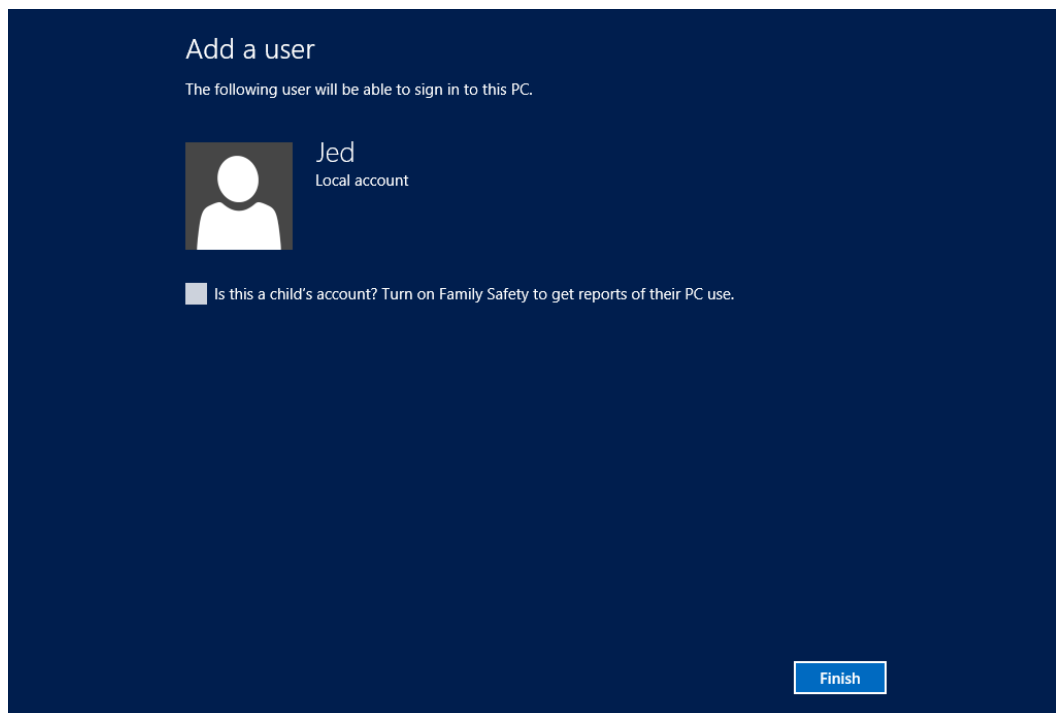 Add a user
The following user will be able to sign in to this PC.
Jed
Local account
Is this a child's account? Turn on Family Safety to get reports of their PC use.
Finish